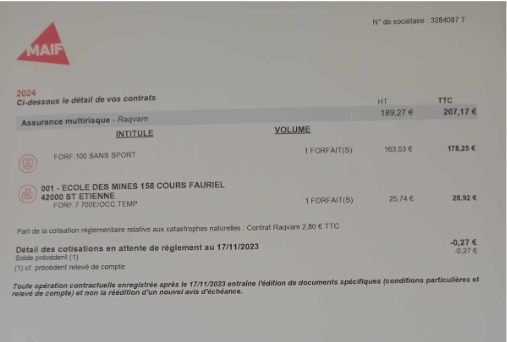 N° de sociétaire : 3284087 T
MAIF
2024
Ci-dessous le détail de vos contrats
HT TTC
Assurance multirisque - Raqvam 189,27 € 207,17 €
INTITULE VOLUME
FORF.100 SANS SPORT 1 FORFAIT(S) 163,53 € 178,25 €
001 - ECOLE DES MINES 158 COURS FAURIEL
42000 ST ETIENNE
FORF.7 700E/OCC.TEMP 1 FORFAIT(S) 25,74 € 28,92 €
Part de la cotisation réglementaire relative aux catastrophes naturelles : Contrat Raqvam 2,80 € TTC
Détail des cotisations en attente de règlement au 17/11/2023 -0,27 €
Solde précédent (1) -0,27 €
(1) cf. précédent relevé de compte
Toute opération contractuelle enregistrée après le 17/11/2023 entraîne l'édition de documents spécifiques (conditions particulières et
relevé de compte) et non la réédition d'un nouvel avis d'échéance.